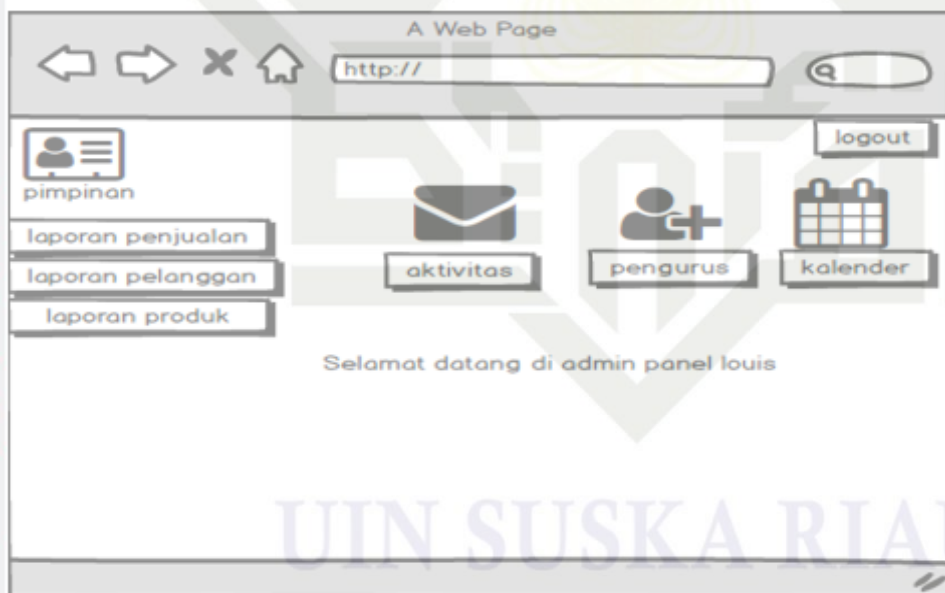 A Web Page
http://
logout
pimpinan
laporan penjualan
laporan pelanggan
laporan produk
aktivitas
pengurus
kalender
Selamat datang di admin panel louis
UIN SUSKA RIA